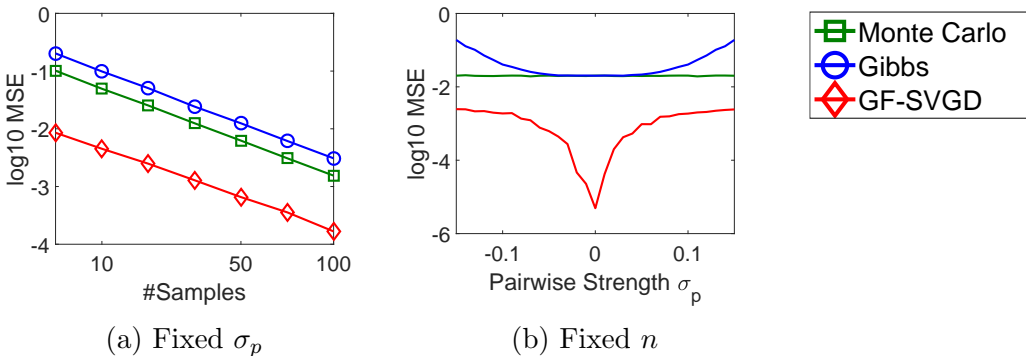 0
-1
-2
-3
-4
log10 MSE
10
50
100
#Samples
(a) Fixed σp
0
-2
-4
-6
log10 MSE
-0.1
0
0.1
Pairwise Strength σp
(b) Fixed n
Monte Carlo
Gibbs
GF-SVGD